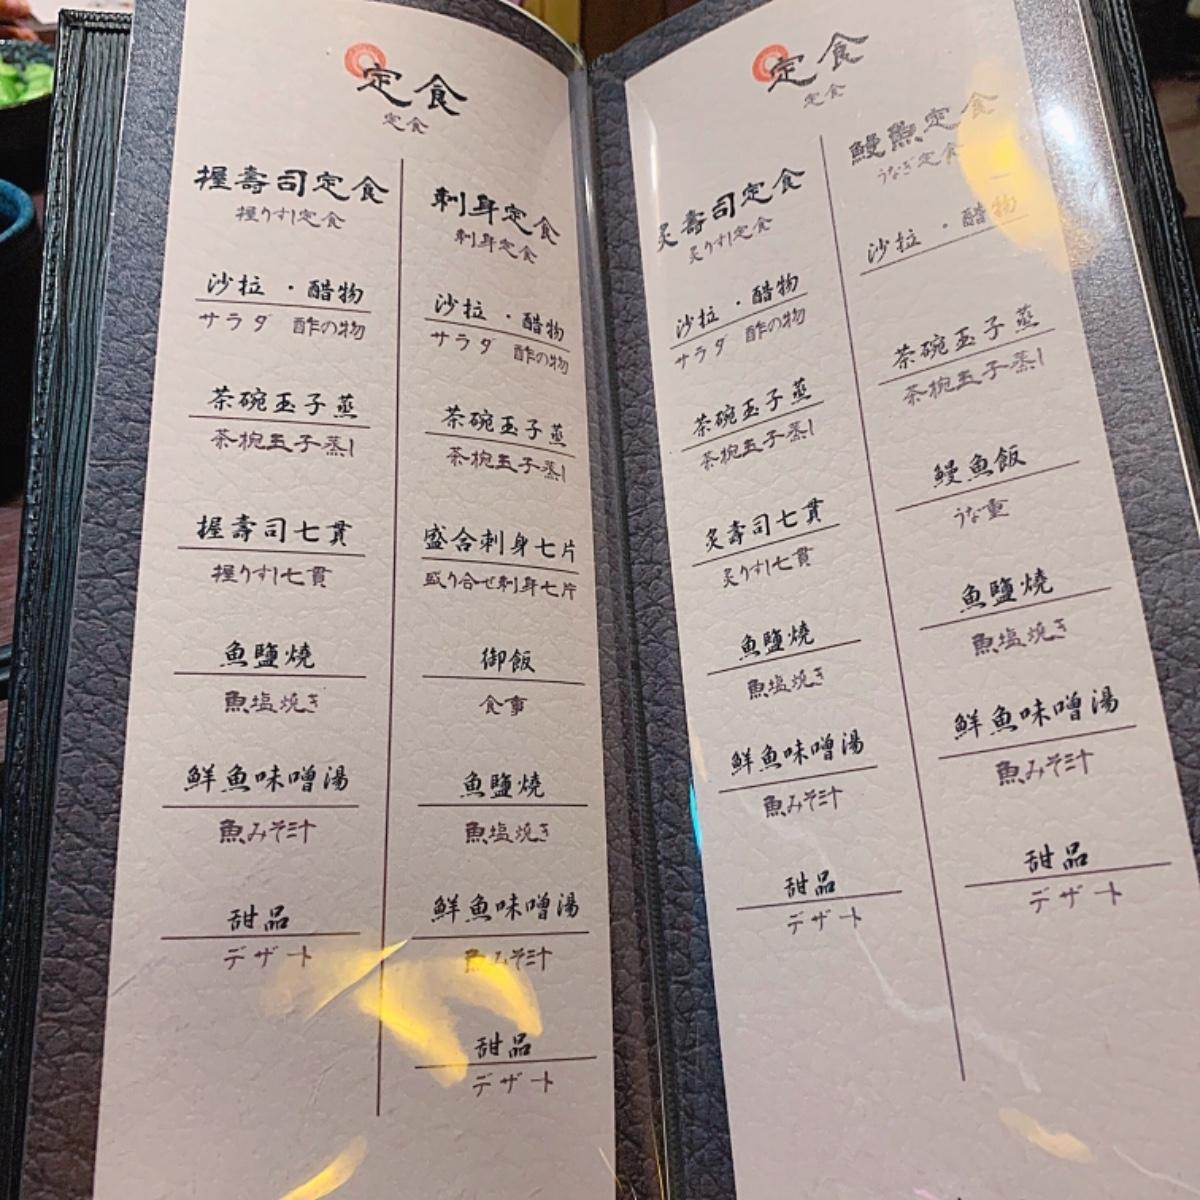 定食
定食
握壽司定食
握りすし定食
沙拉・醋物
サラダ 酢の物
茶碗玉子蒸
茶椀玉子蒸し
握壽司七貫
握りすし七貫
魚鹽燒
魚塩焼き
鮮魚味噌湯
魚みそ汁
甜品
デザート
刺身定食
刺身定食
沙拉・醋物
サラダ 酢の物
茶碗玉子蒸
茶椀玉子蒸し
盛合刺身七片
盛り合せ刺身七片
御飯
食事
魚鹽燒
魚塩焼き
鮮魚味噌湯
魚みそ汁
甜品
デザート
定食
定食
炙壽司定食
炙りすし定食
沙拉・醋物
サラダ 酢の物
茶碗玉子蒸
茶椀玉子蒸し
炙壽司七貫
炙りすし七貫
魚鹽燒
魚塩焼き
鮮魚味噌湯
魚みそ汁
甜品
デザート
鰻魚定食
うなぎ定食
沙拉・醋物
茶碗玉子蒸
茶椀玉子蒸し
鰻魚飯
うな重
魚鹽燒
魚塩焼き
鮮魚味噌湯
魚みそ汁
甜品
デザート